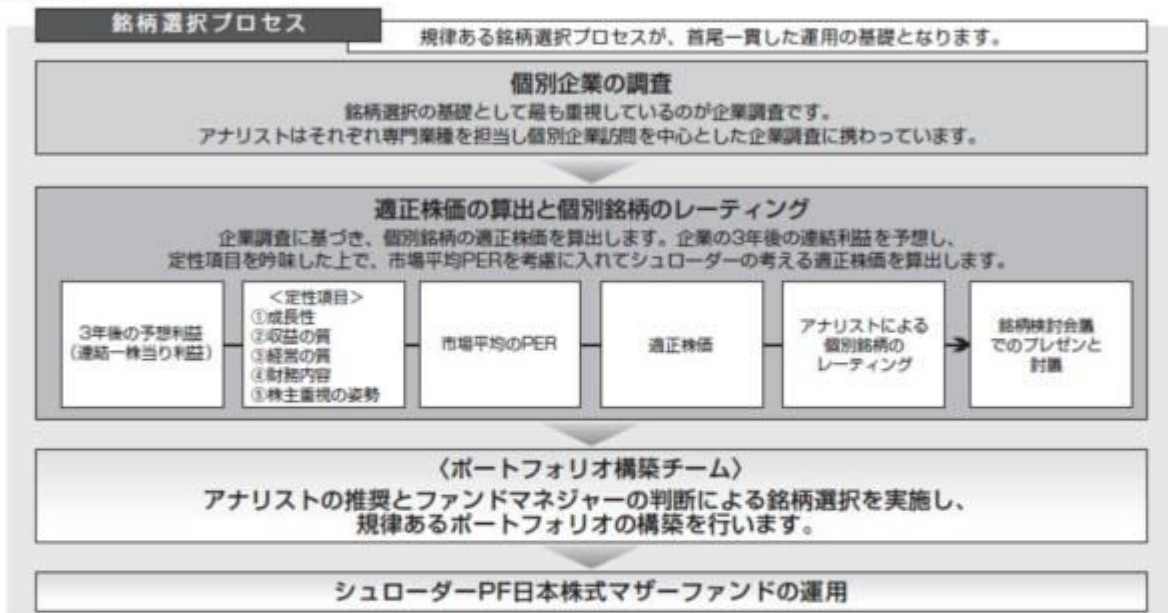 銘柄選択プロセス
規律ある銘柄選択プロセスが、首尾一貫した運用の基礎となります。
個別企業の調査
銘柄選択の基礎として最も重視しているのが企業調査です。
アナリストはそれぞれ専門業種を担当し個別企業訪問を中心とした企業調査に携わっています。
適正株価の算出と個別銘柄のレーティング
企業調査に基づき、個別銘柄の適正株価を算出します。企業の3年後の連結利益を予想し、
定性項目を吟味した上で、市場平均PERを考慮に入れてシュローダーの考える適正株価を算出します。
3年後の予想利益
(連結一株当り利益)
<定性項目>
①成長性
②収益の質
③経営の質
④財務内容
⑤株主重視の姿勢
市場平均のPER
適正株価
アナリストによる
個別銘柄の
レーティング
銘柄検討会議
でのプレゼンと
討議
〈ポートフォリオ構築チーム〉
アナリストの推奨とファンドマネジャーの判断による銘柄選択を実施し、
規律あるポートフォリオの構築を行います。
シュローダーPF日本株式マザーファンドの運用